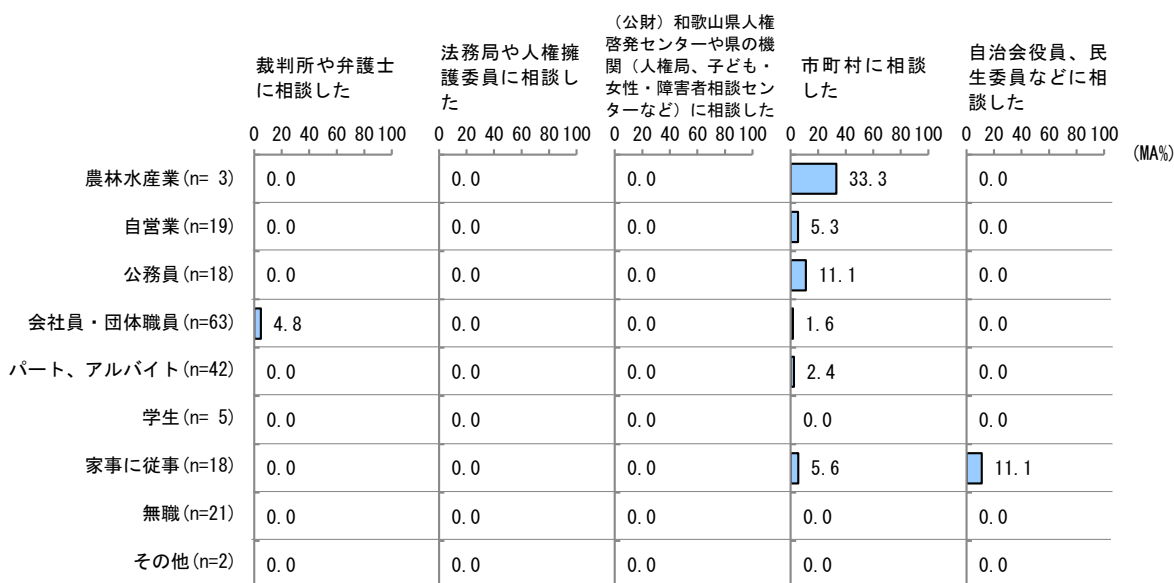 裁判所や弁護士
に相談した
法務局や人権擁
護委員に相談し
た
（公財）和歌山県人権
啓発センターや県の機
関（人権局、子ども・
女性・障害者相談セン
ターなど）に相談した
市町村に相談
した
自治会役員、民
生委員などに相
談した
0 20 40 60 80 100 0 20 40 60 80 100 0 20 40 60 80 100 0 20 40 60 80 100 0 20 40 60 80 100
(MA%)
農林水産業(n= 3) 0.0 0.0 0.0 33.3 0.0
自営業(n=19) 0.0 0.0 0.0 5.3 0.0
公務員(n=18) 0.0 0.0 0.0 11.1 0.0
会社員・団体職員(n=63) 4.8 0.0 0.0 1.6 0.0
パート、アルバイト(n=42) 0.0 0.0 0.0 2.4 0.0
学生(n= 5) 0.0 0.0 0.0 0.0 0.0
家事に従事(n=18) 0.0 0.0 0.0 5.6 11.1
無職(n=21) 0.0 0.0 0.0 0.0 0.0
その他(n=2) 0.0 0.0 0.0 0.0 0.0